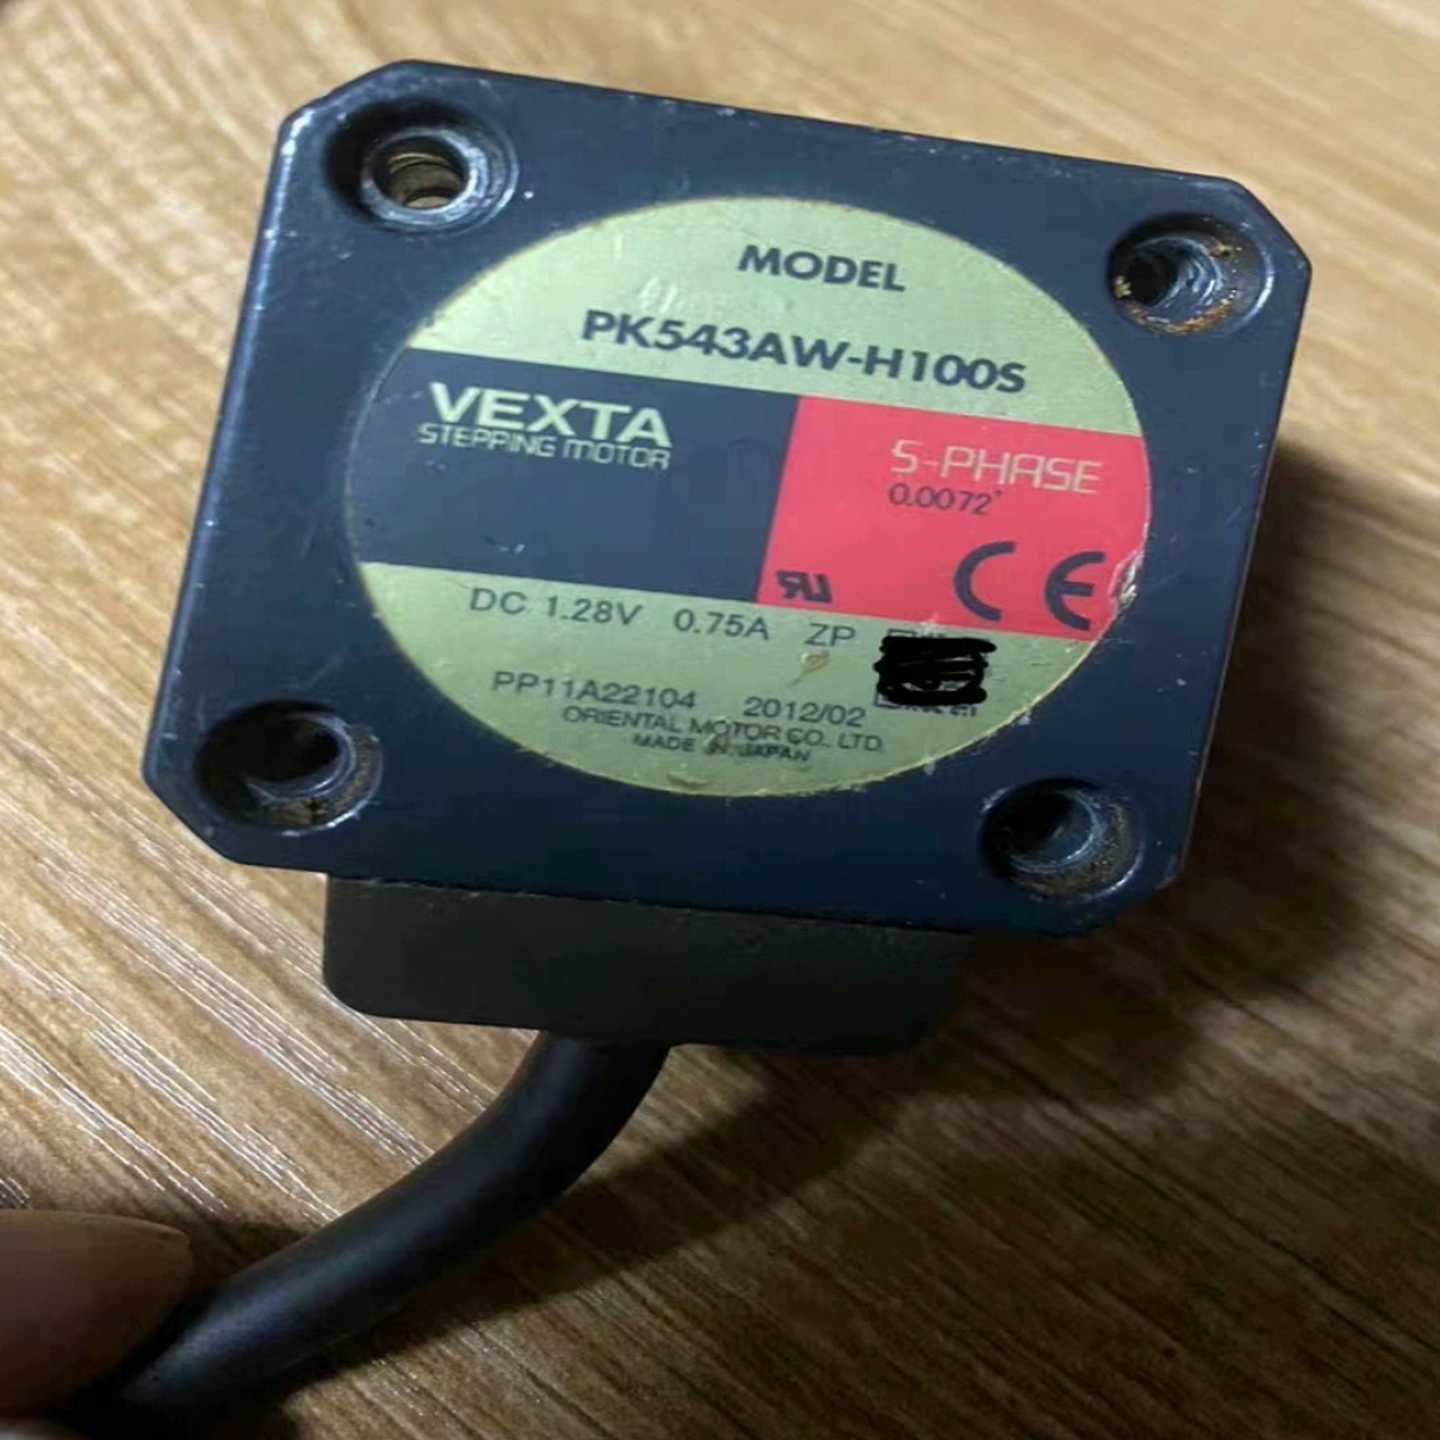 MODEL
PK543AW-H100S
VEXTA
STEPPING MOTOR
5-PHASE
0.0072°
CE
DC 1.28V 0.75A ZP
PP11A22104 2012/02
ORIENTAL MOTOR CO. LTD.
MADE IN JAPAN